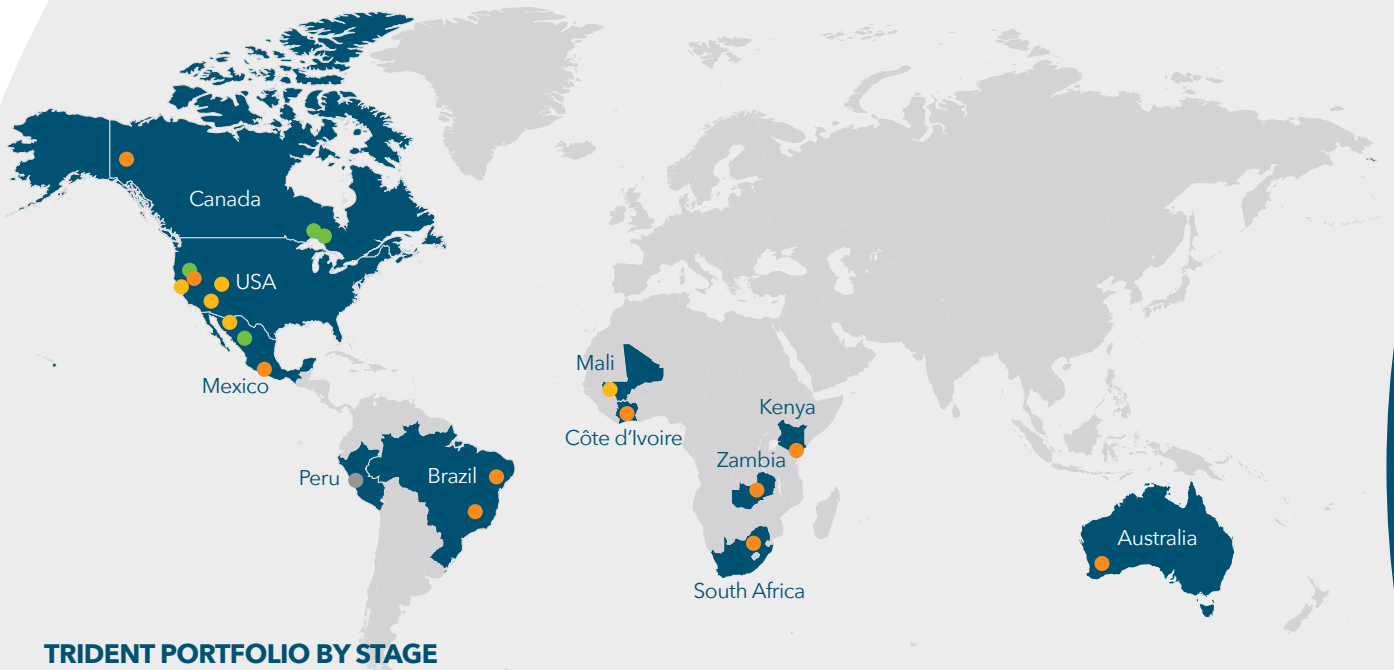 Canada
USA
Mexico
Mali
Côte d'Ivoire
Kenya
Zambia
Peru
Brazil
South Africa
Australia
TRIDENT PORTFOLIO BY STAGE